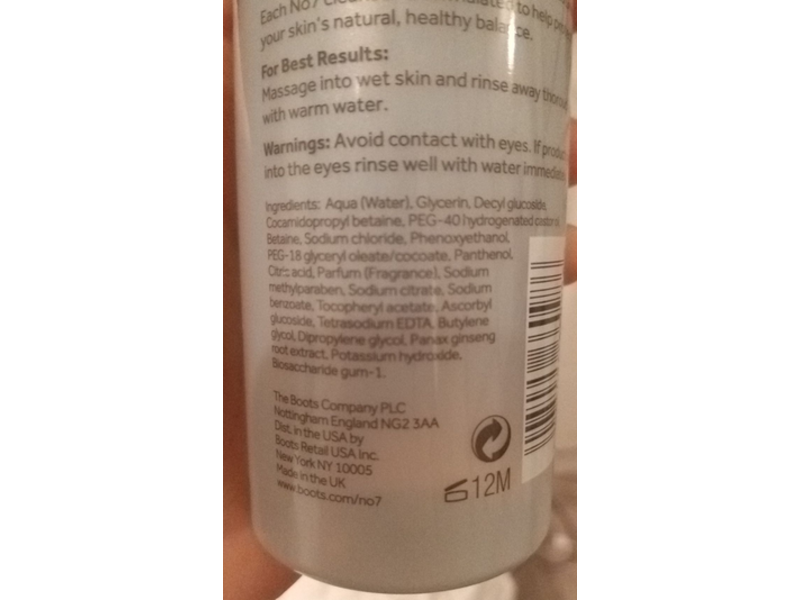 Each No7
to help
your skin's natural, healthy balance.
For Best Results:
Massage into wet skin and rinse away
with warm water.
Warnings: Avoid contact with eyes. If
into the eyes rinse well with water
Ingredients: Aqua (Water), Glycerin, Decyl glucoside,
Cocamidopropyl betaine, PEG-40 hydrogenated castor oil,
Betaine, Sodium chloride, Phenoxyethanol,
PEG-18 glyceryl oleate/cocoate, Panthenol,
Citric acid, Parfum (Fragrance), Sodium
methylparaben, Sodium citrate, Sodium
benzoate, Tocopheryl acetate, Ascorbyl
glucoside, Tetrasodium EDTA, Butylene
glycol, Dipropylene glycol, Panax ginseng
root extract, Potassium hydroxide,
Biosaccharide gum-1.
The Boots Company PLC
Nottingham England NG2 3AA
Dist. in the USA by
Boots Retail USA Inc.
New York NY 10005
Made in the UK
www.boots.com/no7
12M